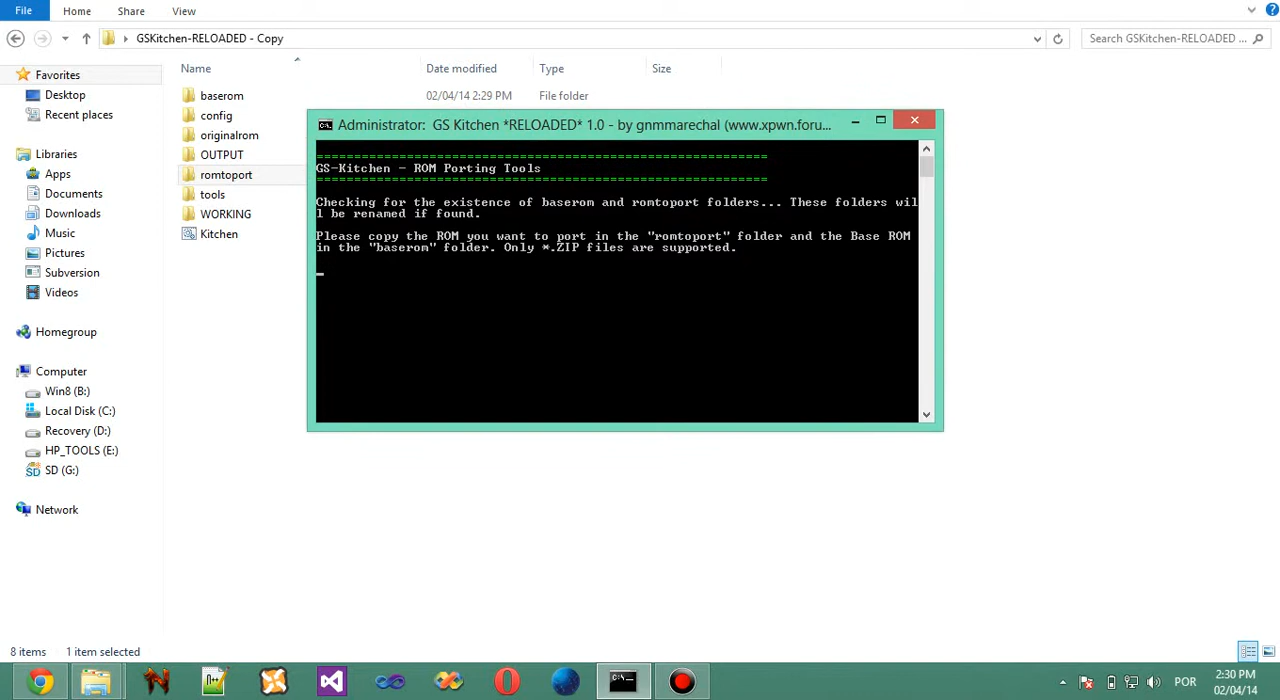 File Home Share View
GSKitchen-RELOADED - Copy
Search GSKitchen-RELOADED ...
Name Date modified Type Size
Favorites
Desktop
Recent places
Libraries
Apps
Documents
Downloads
Music
Pictures
Subversion
Videos
Homegroup
Computer
Win8 (B:)
Local Disk (C:)
Recovery (D:)
HP_TOOLS (E:)
SD (G:)
Network
baserom 02/04/14 2:29 PM File folder
config
originalrom
OUTPUT
romtoport
tools
WORKING
Kitchen
Administrator: GS Kitchen *RELOADED* 1.0 - by gnmmarechal (www.xpwn.foru...
============================================================
GS-Kitchen - ROM Porting Tools
============================================================
Checking for the existence of baserom and romtoport folders... These folders wil
l be renamed if found.
Please copy the ROM you want to port in the "romtoport" folder and the Base ROM
in the "baserom" folder. Only *.ZIP files are supported.
8 items 1 item selected
POR
2:30 PM
02/04/14